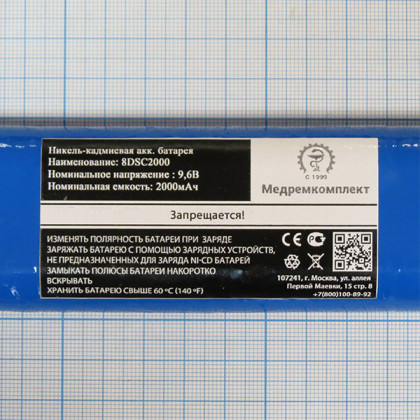 Никель-кадмиевая акк. батарея
Наименование: 8DSC2000
Номинальное напряжение : 9,6В
Номинальная емкость: 2000мАч
С 1999
Медремкомплект
Запрещается!
ИЗМЕНЯТЬ ПОЛЯРНОСТЬ БАТАРЕИ ПРИ ЗАРЯДЕ
ЗАРЯЖАТЬ БАТАРЕЮ С ПОМОЩЬЮ ЗАРЯДНЫХ УСТРОЙСТВ,
НЕ ПРЕДНАЗНАЧЕННЫХ ДЛЯ ЗАРЯДА NI-CD БАТАРЕЙ
ЗАМЫКАТЬ ПОЛЮСЫ БАТАРЕИ НАКОРОТКО
ВСКРЫВАТЬ
ХРАНИТЬ БАТАРЕЮ СВЫШЕ 60 ºC (140 ºF)
CE
107241, г. Москва, ул. аллея
Первой Маевки, 15 стр. 8
+7(800)100-89-92